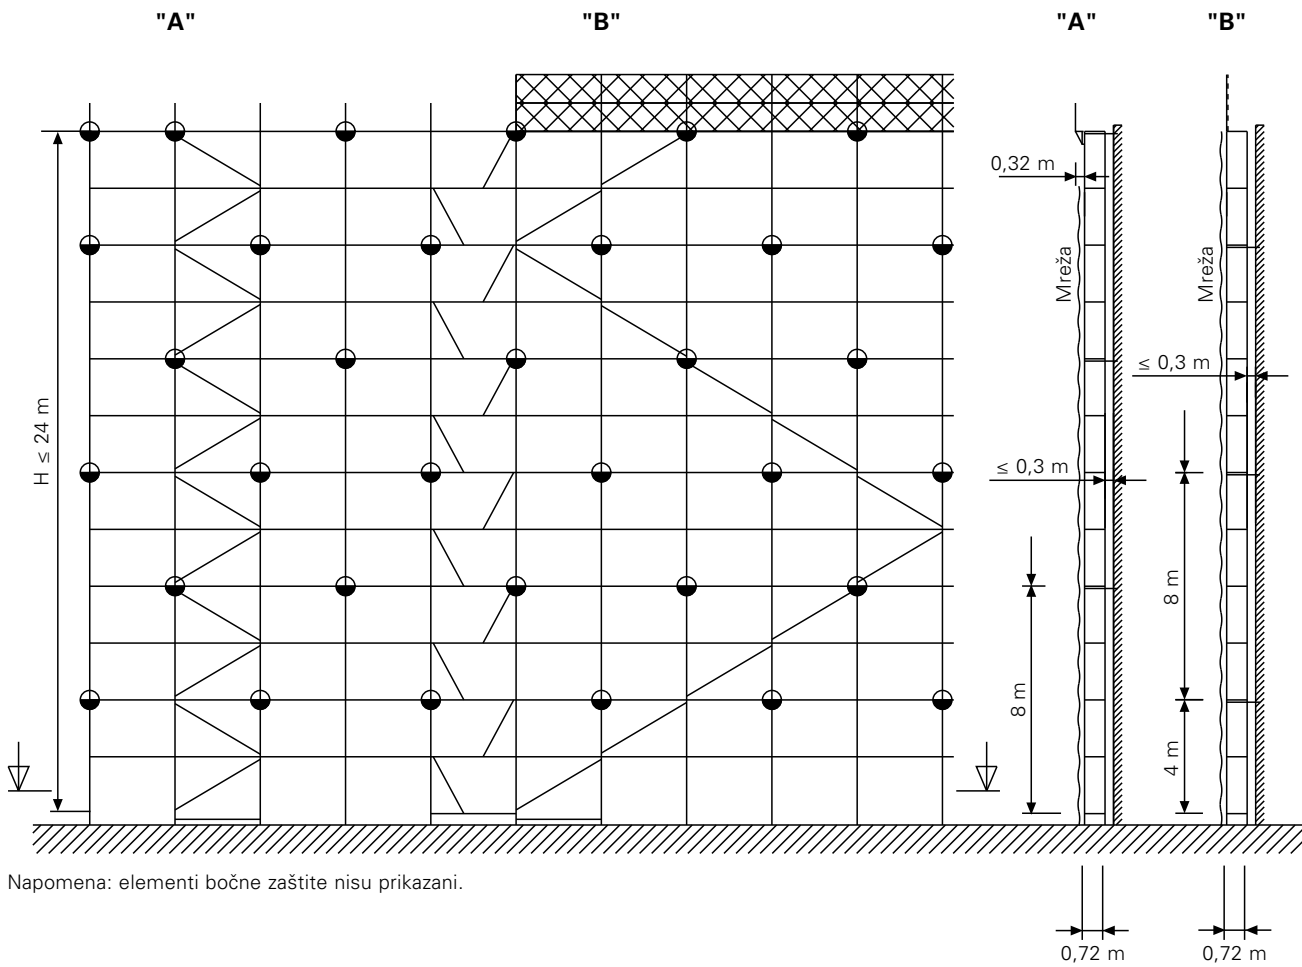 "A"
"B"
"A"
"B"
0,32 m
Mreža
Mreža
≤ 0,3 m
H ≤ 24 m
≤ 0,3 m
8 m
8 m
4 m
Napomena: elementi bočne zaštite nisu prikazani.
0,72 m
0,72 m